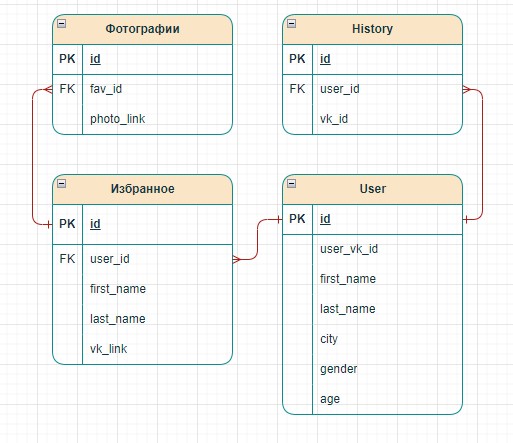 Фотографии
PK id
FK fav_id
photo_link
History
PK id
FK user_id
vk_id
Избранное
PK id
FK user_id
first_name
last_name
vk_link
User
PK id
user_vk_id
first_name
last_name
city
gender
age